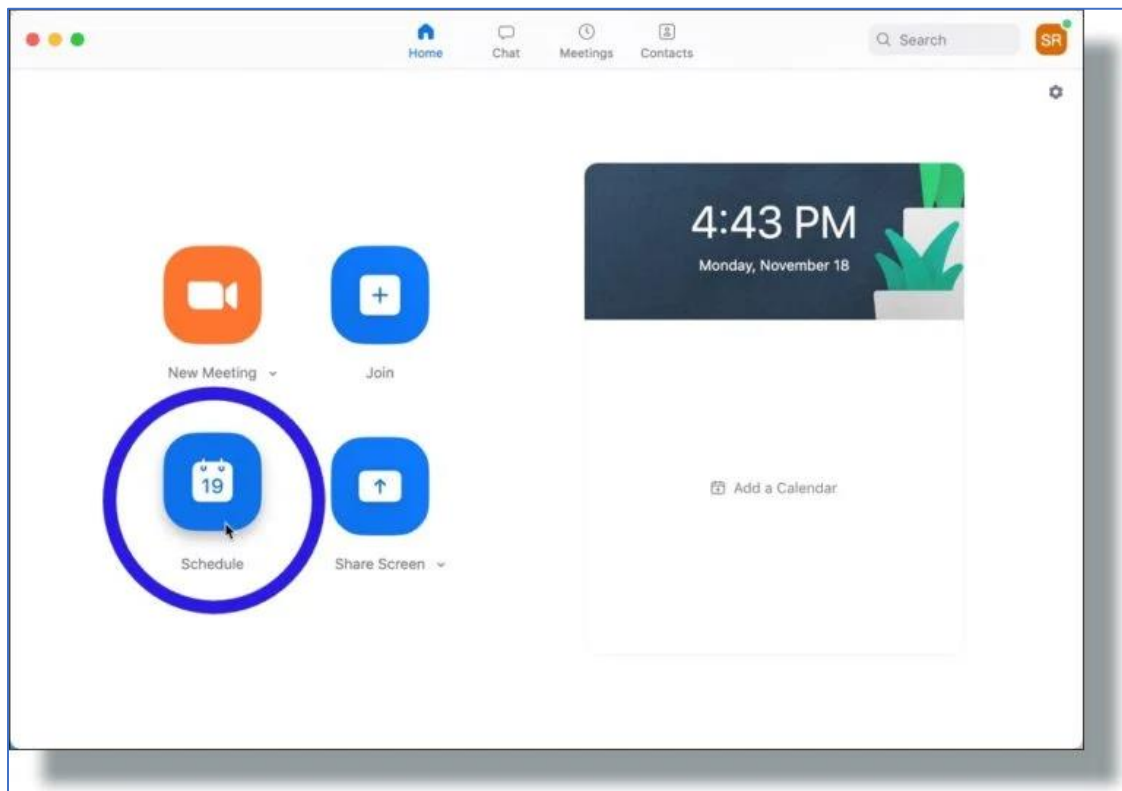 Home Chat Meetings Contacts
Search
SR
4:43 PM
Monday, November 18
New Meeting
Join
19
Schedule
Share Screen
Add a Calendar